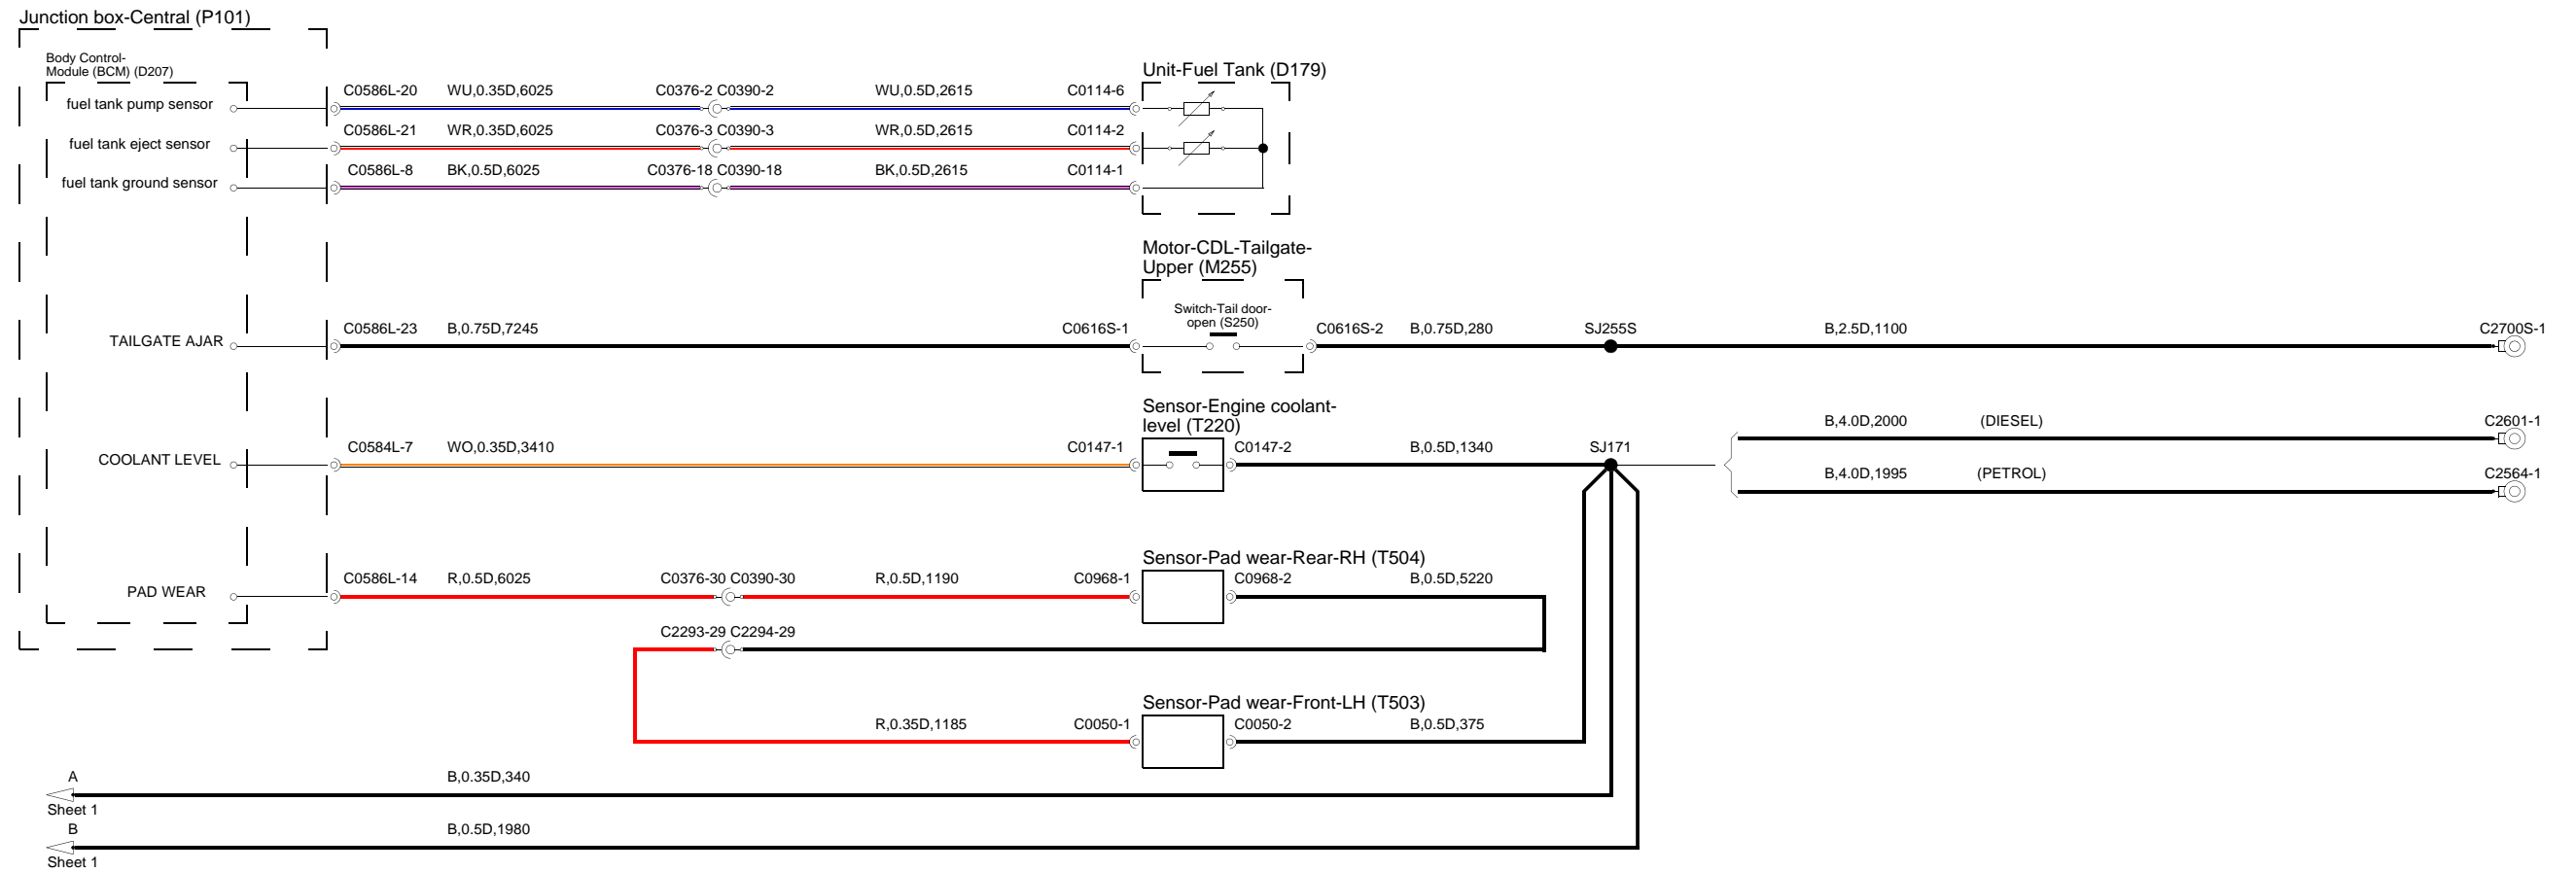 Junction box-Central (P101)
Body Control-
Module (BCM) (D207)
Unit-Fuel Tank (D179)
fuel tank pump sensor
C0586L-20 WU,0.35D,6025 C0376-2 C0390-2 WU,0.5D,2615 C0114-6
fuel tank eject sensor
C0586L-21 WR,0.35D,6025 C0376-3 C0390-3 WR,0.5D,2615 C0114-2
fuel tank ground sensor
C0586L-8 BK,0.5D,6025 C0376-18 C0390-18 BK,0.5D,2615 C0114-1
Motor-CDL-Tailgate-
Upper (M255)
Switch-Tail door-
open (S250)
TAILGATE AJAR
C0586L-23 B,0.75D,7245 C0616S-1 C0616S-2 B,0.75D,280 SJ255S B,2.5D,1100 C2700S-1
Sensor-Engine coolant-
level (T220)
B,4.0D,2000 (DIESEL) C2601-1
COOLANT LEVEL
C0584L-7 WO,0.35D,3410 C0147-1 C0147-2 B,0.5D,1340 SJ171
B,4.0D,1995 (PETROL) C2564-1
Sensor-Pad wear-Rear-RH (T504)
PAD WEAR
C0586L-14 R,0.5D,6025 C0376-30 C0390-30 R,0.5D,1190 C0968-1 C0968-2 B,0.5D,5220
C2293-29 C2294-29
Sensor-Pad wear-Front-LH (T503)
R,0.35D,1185 C0050-1 C0050-2 B,0.5D,375
A B,0.35D,340
Sheet 1
B B,0.5D,1980
Sheet 1